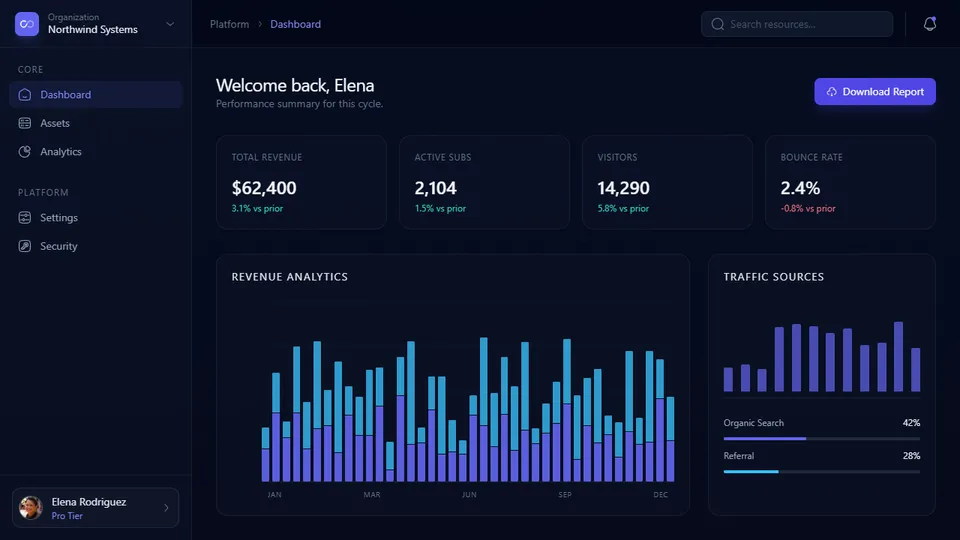 Organization
Northwind Systems
Platform > Dashboard
Search resources...
CORE
Dashboard
Assets
Analytics
PLATFORM
Settings
Security
Elena Rodriguez
Pro Tier
Welcome back, Elena
Performance summary for this cycle.
Download Report
TOTAL REVENUE
$62,400
3.1% vs prior
ACTIVE SUBS
2,104
1.5% vs prior
VISITORS
14,290
5.8% vs prior
BOUNCE RATE
2.4%
-0.8% vs prior
REVENUE ANALYTICS
JAN MAR JUN SEP DEC
TRAFFIC SOURCES
Organic Search 42%
Referral 28%